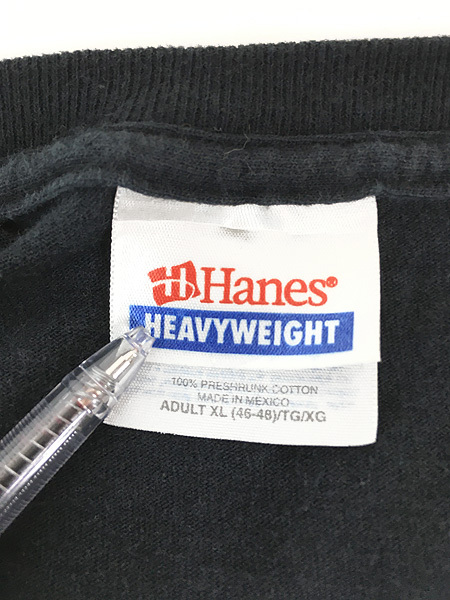 H Hanes®
HEAVYWEIGHT
100% PRESHRUNK COTTON
MADE IN MEXICO
ADULT XL (46-48)/TG/XG